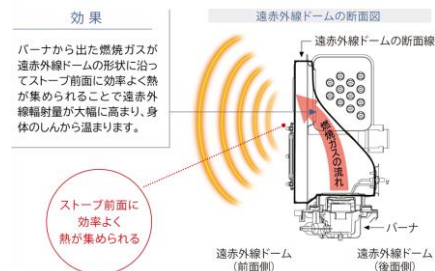 効果
バーナから出た燃焼ガスが
遠赤外線ドームの形状に沿っ
てストーブ前面に効率よく熱
が集められることで遠赤外
線輻射量が大幅に高まり、身
体のしんから温まります。
ストーブ前面に
効率よく
熱が集められる
遠赤外線ドームの断面図
遠赤外線ドームの断面線
燃焼ガスの流れ
バーナ
遠赤外線ドーム
（前面側）
遠赤外線ドーム
（後面側）